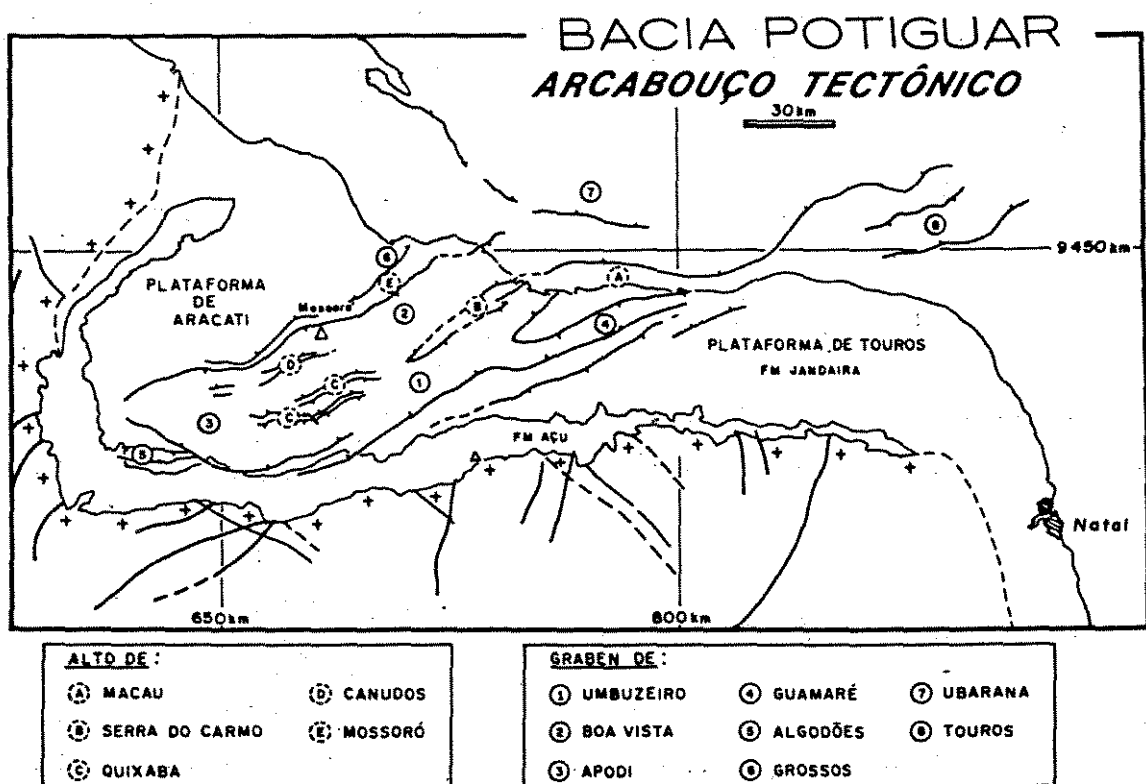 BACIA POTIGUAR
ARCABOUÇO TECTÔNICO
30km
7
8
9450km
6
E
A
PLATAFORMA
DE
ARACATI
Mossoró
2
B
4
PLATAFORMA DE TOUROS
FM JANDAIRA
D
C
1
C
3
5
FM AÇU
Natal
650km
800km
ALTO DE:
A MACAU
D CANUDOS
B SERRA DO CARMO
E MOSSORÓ
C QUIXABA
GRABEN DE:
1 UMBUZEIRO
4 GUAMARÉ
7 UBARANA
2 BOA VISTA
5 ALGODÕES
8 TOUROS
3 APODI
6 GROSSOS